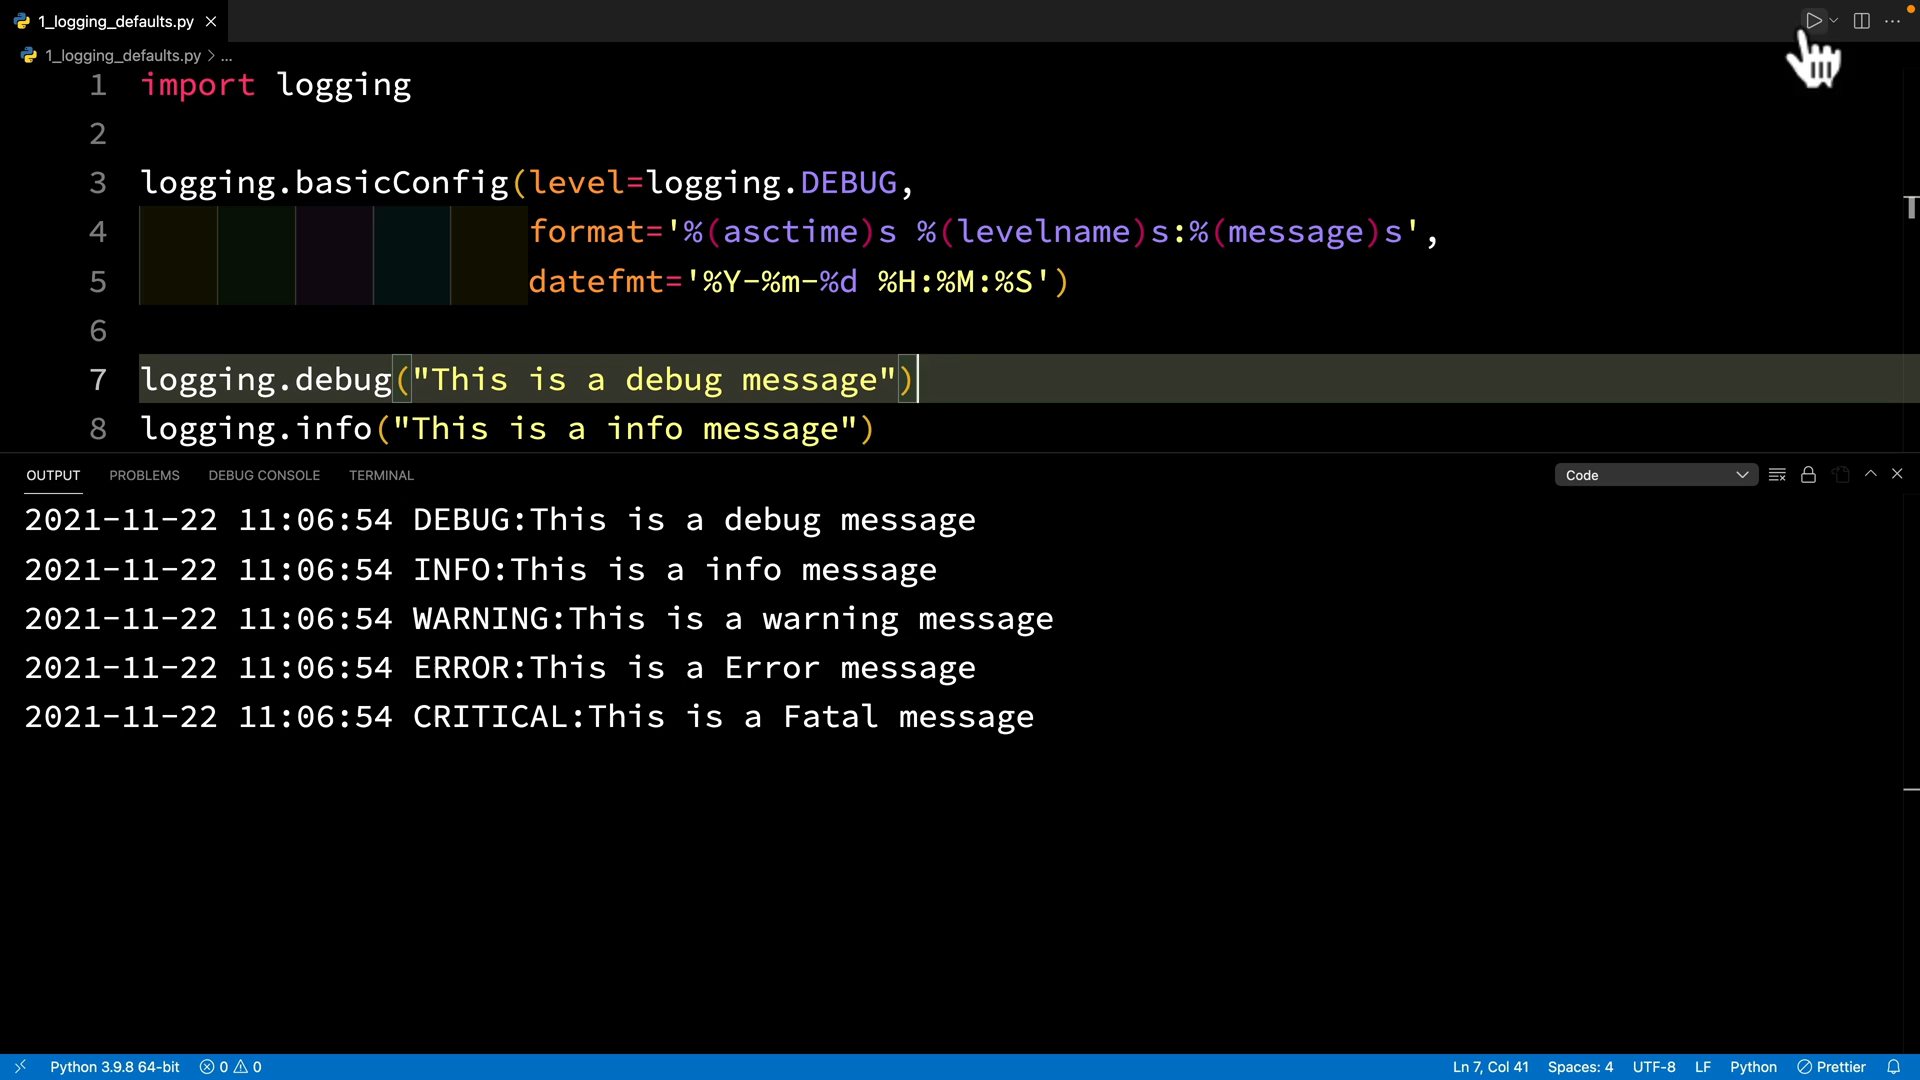 1_logging_defaults.py
1_logging_defaults.py > ...
1 import logging
2
3 logging.basicConfig(level=logging.DEBUG,
4 format='%(asctime)s %(levelname)s:%(message)s',
5 datefmt='%Y-%m-%d %H:%M:%S')
6
7 logging.debug("This is a debug message")
8 logging.info("This is a info message")
OUTPUT PROBLEMS DEBUG CONSOLE TERMINAL Code
2021-11-22 11:06:54 DEBUG:This is a debug message
2021-11-22 11:06:54 INFO:This is a info message
2021-11-22 11:06:54 WARNING:This is a warning message
2021-11-22 11:06:54 ERROR:This is a Error message
2021-11-22 11:06:54 CRITICAL:This is a Fatal message
Python 3.9.8 64-bit 0 0 Ln 7, Col 41 Spaces: 4 UTF-8 LF Python Prettier